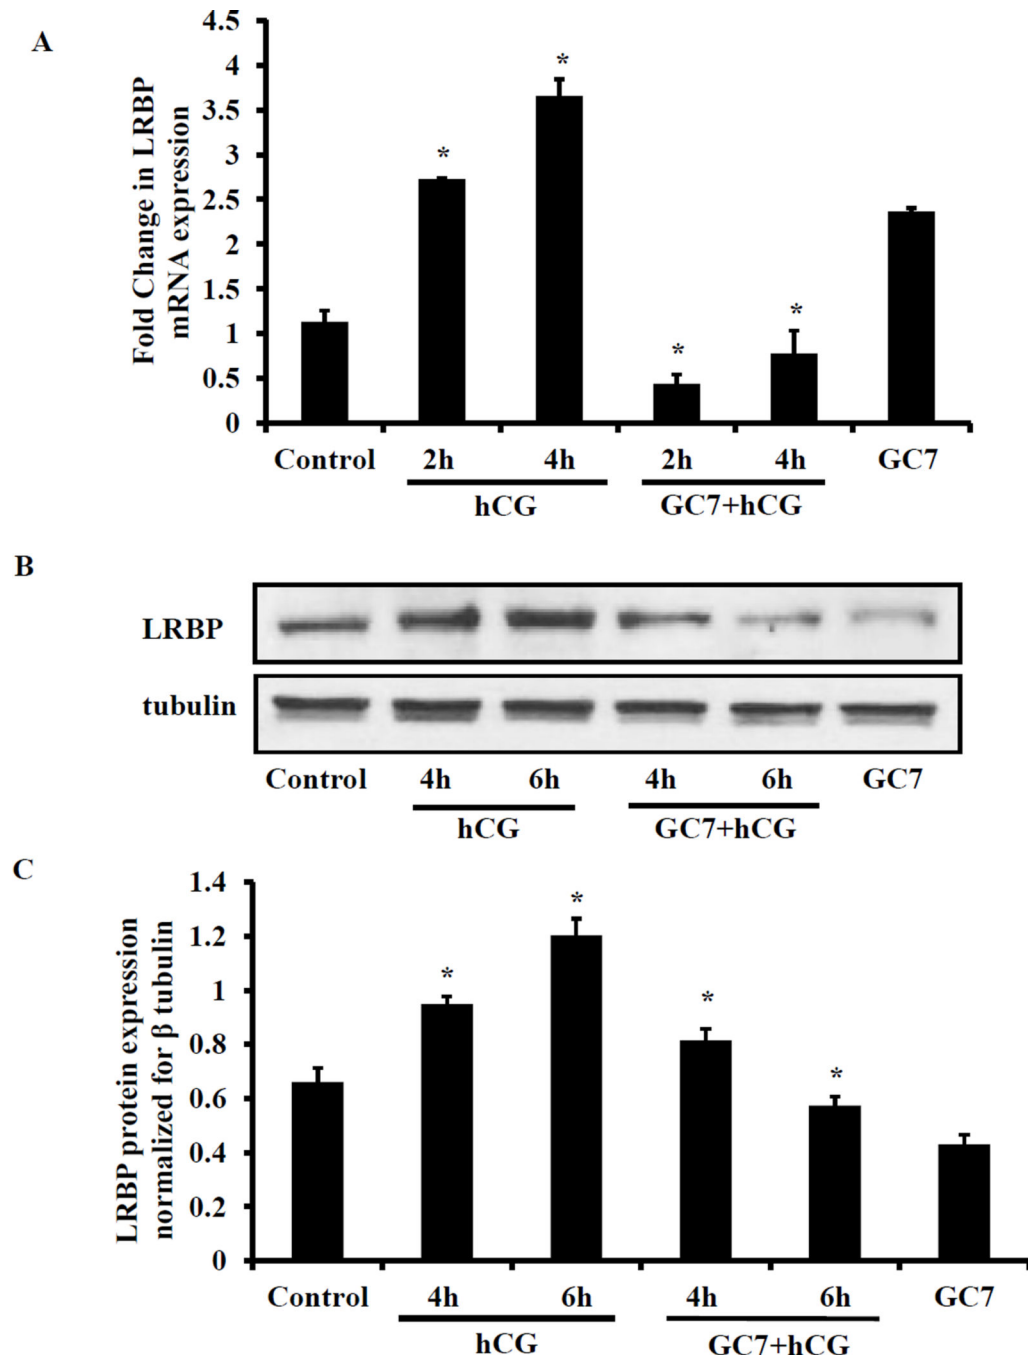 A
Fold Change in LRBP
mRNA expression
4.5
4
3.5
3
2.5
2
1.5
1
0.5
0
*
*
*
*
Control 2h 4h 2h 4h GC7
hCG GC7+hCG
B
LRBP
tubulin
Control 4h 6h 4h 6h GC7
hCG GC7+hCG
C
LRBP protein expression
normalized for β tubulin
1.4
1.2
1
0.8
0.6
0.4
0.2
0
*
*
*
*
Control 4h 6h 4h 6h GC7
hCG GC7+hCG